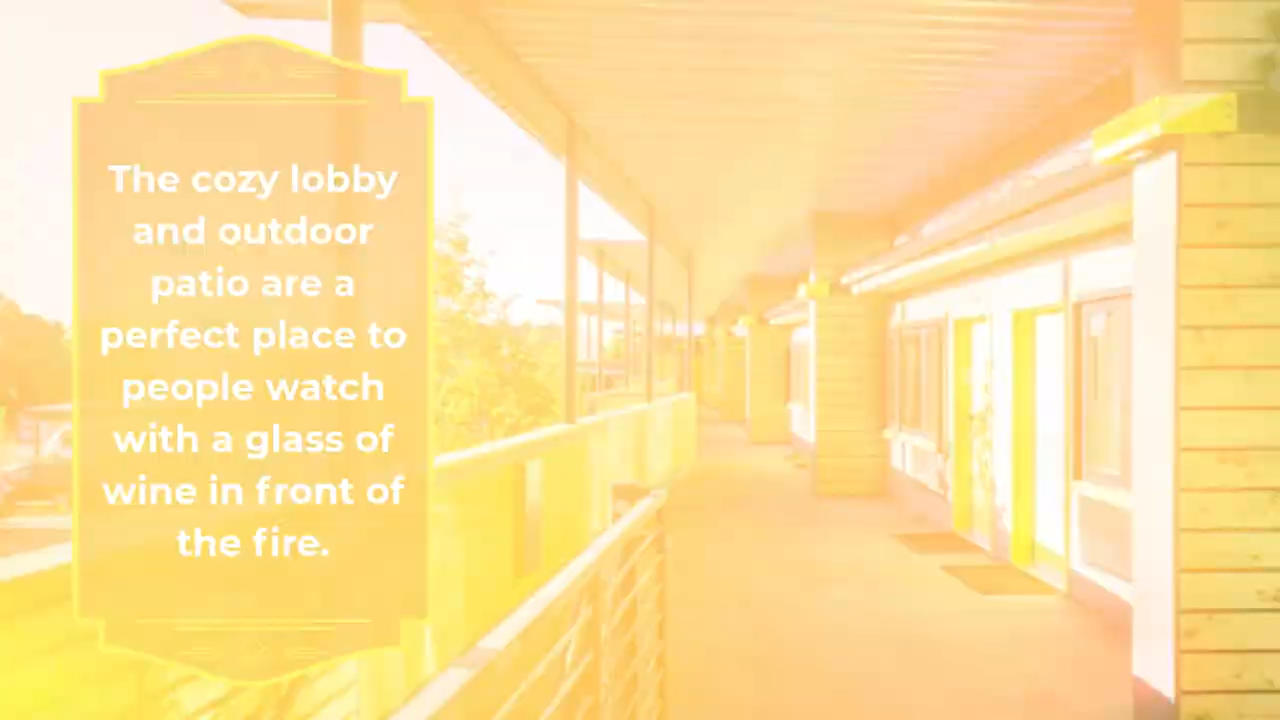 The cozy lobby
and outdoor
patio are a
perfect place to
people watch
with a glass of
wine in front of
the fire.